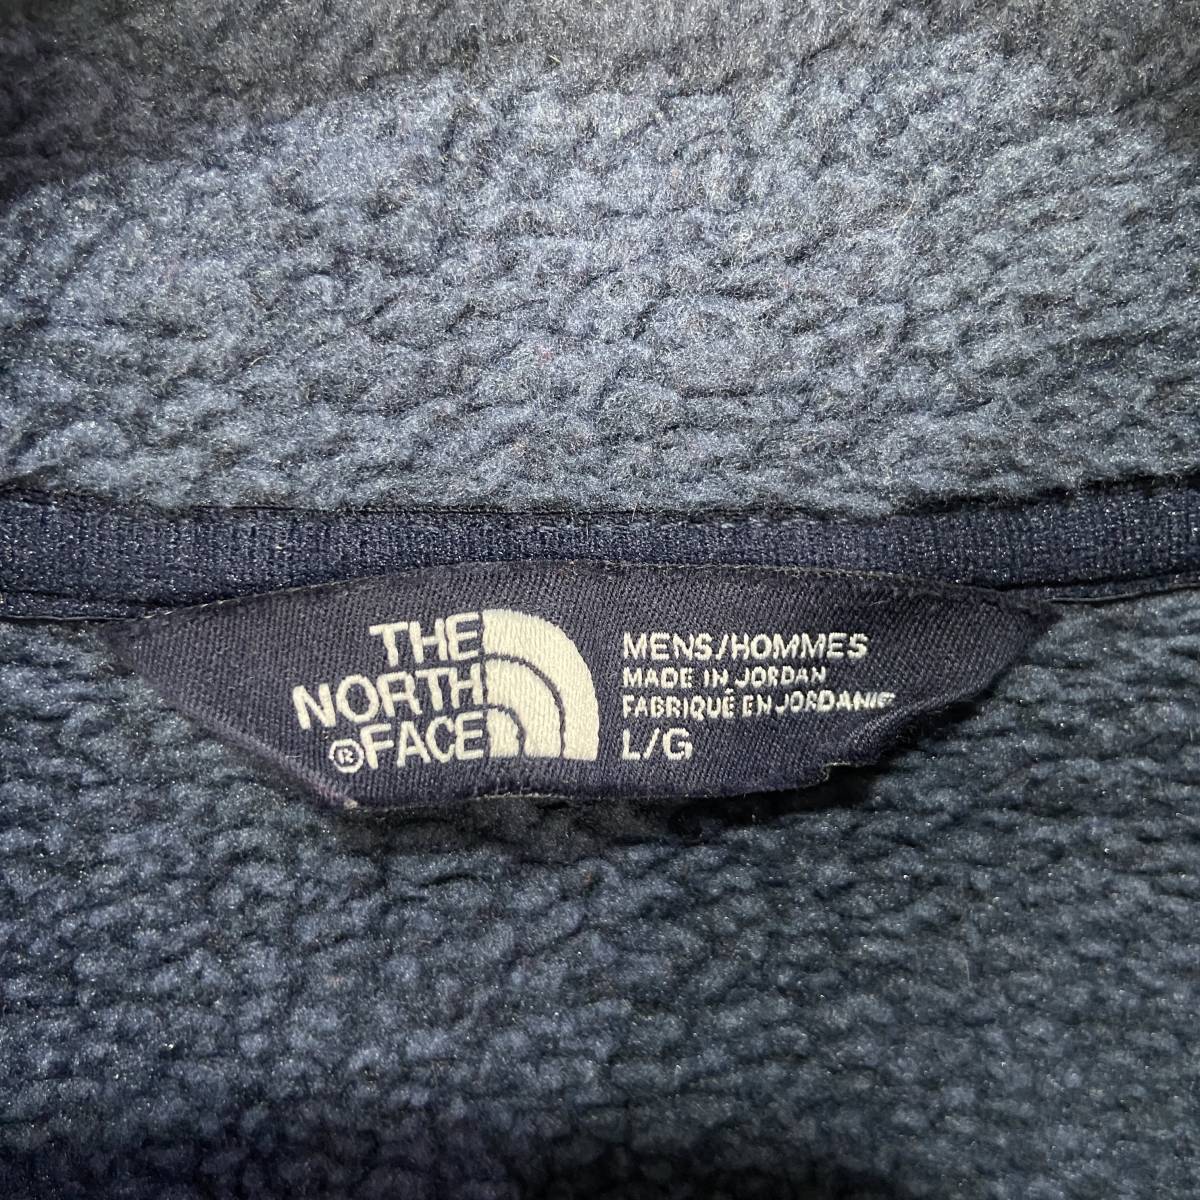 THE
NORTH
®FACE
MENS/HOMMES
MADE IN JORDAN
FABRIQUÉ EN JORDANIE
L/G